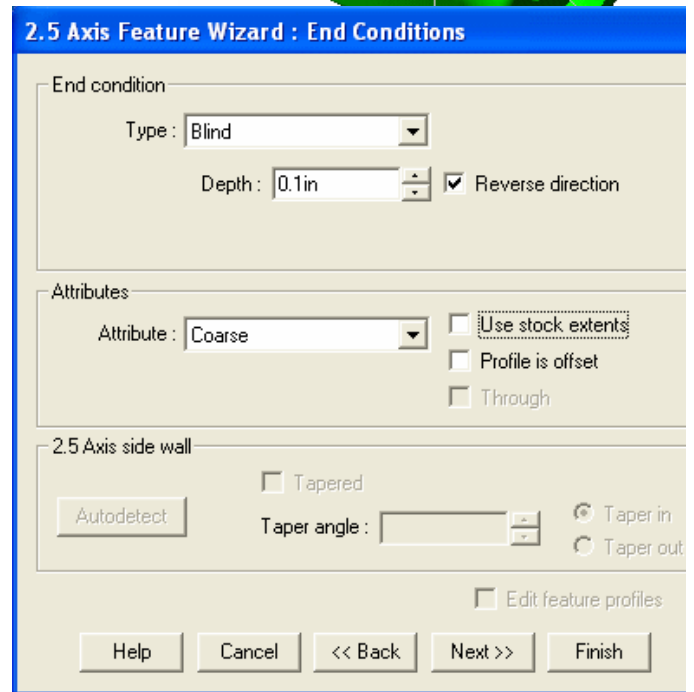 2.5 Axis Feature Wizard : End Conditions
End condition
Type : Blind
Depth : 0.1in Reverse direction
Attributes
Attribute : Coarse Use stock extents
Profile is offset
Through
2.5 Axis side wall
Tapered
Autodetect Taper angle : Taper in
Taper out
Edit feature profiles
Help Cancel << Back Next >> Finish